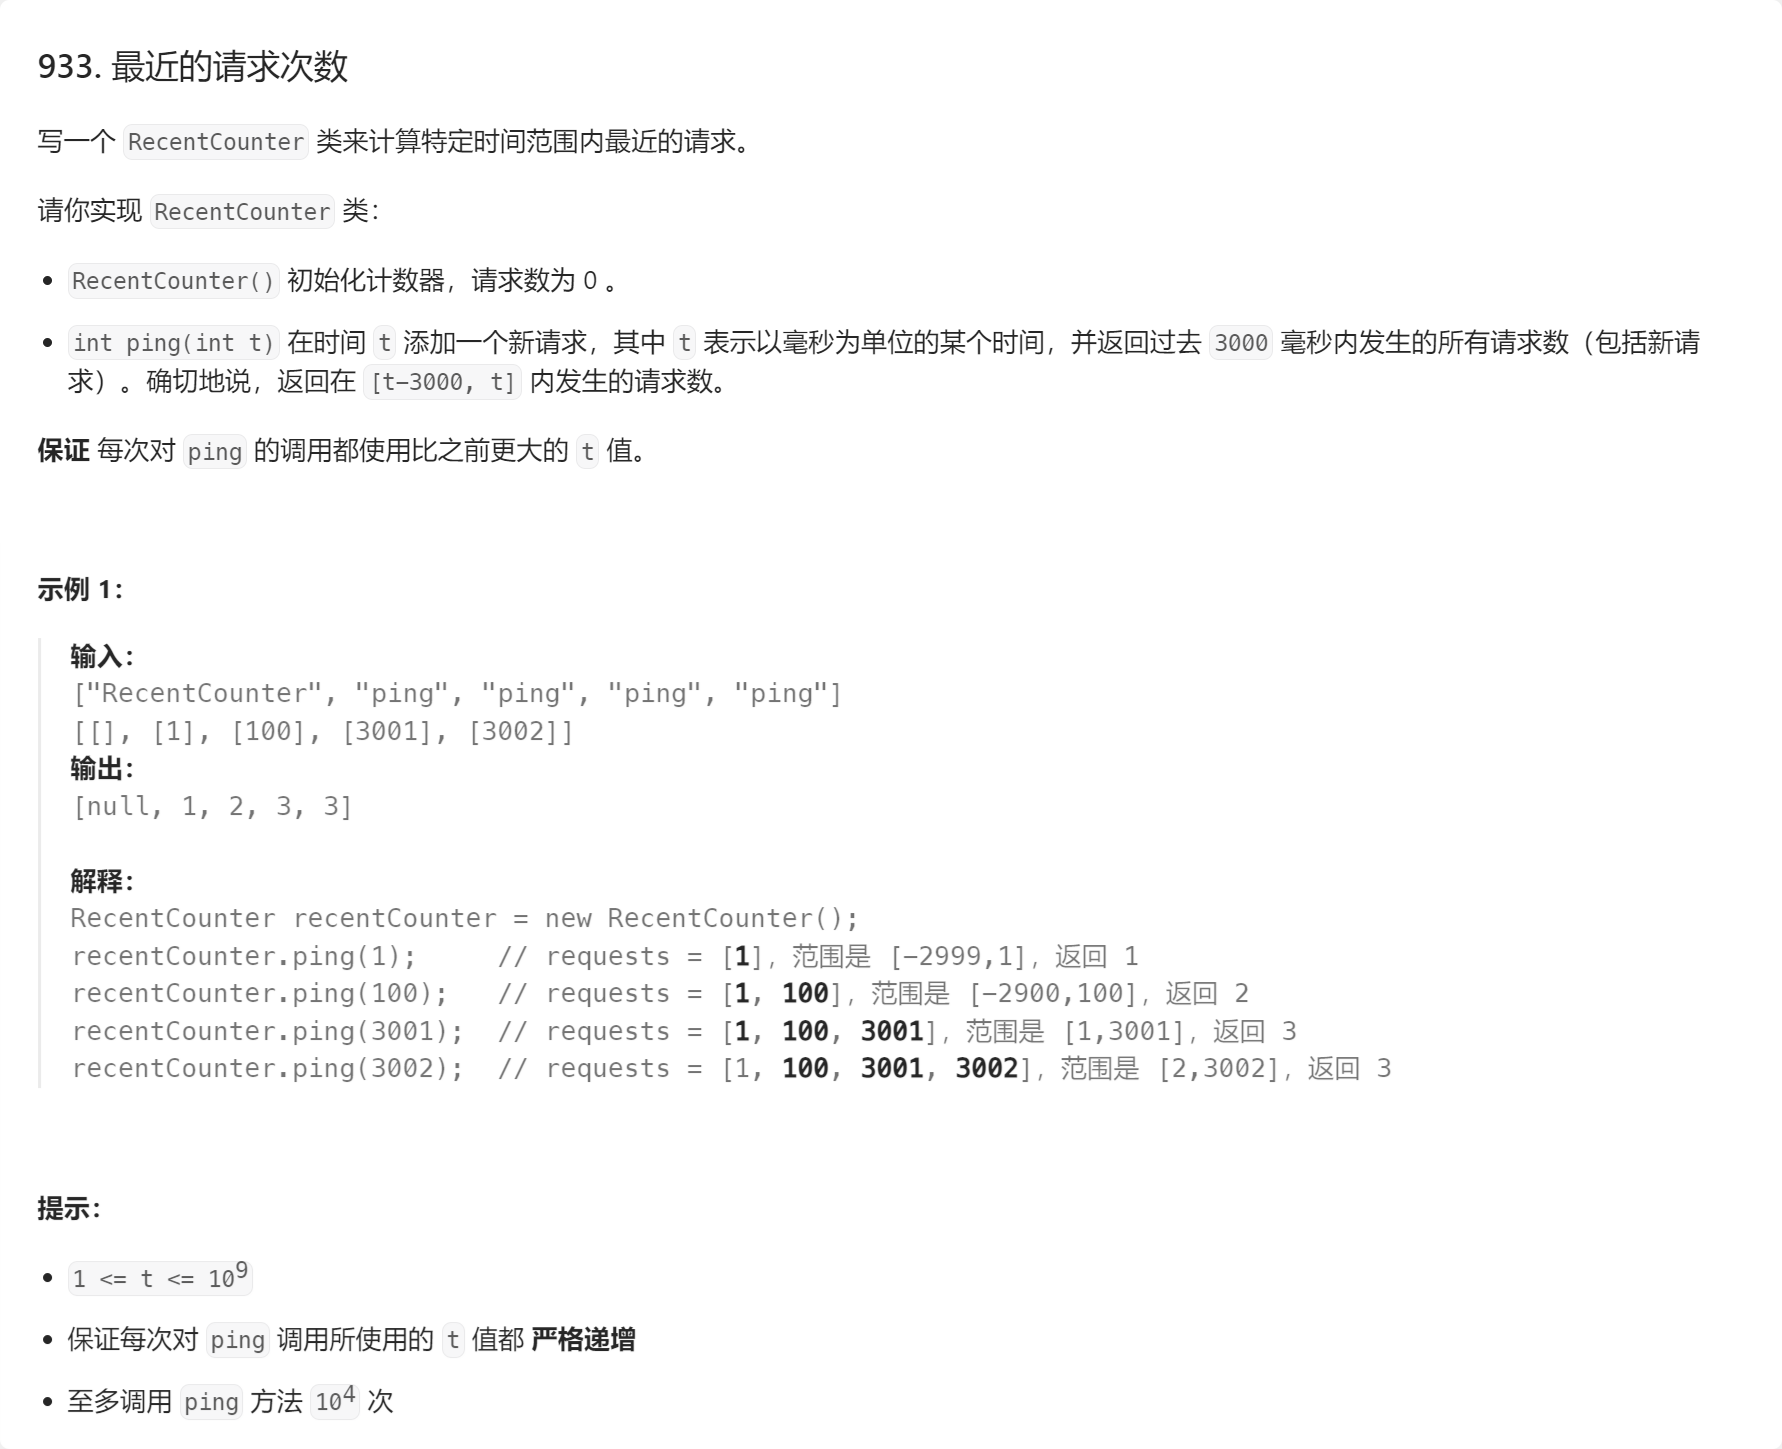 933. 最近的请求次数
写一个 RecentCounter 类来计算特定时间范围内最近的请求。
请你实现 RecentCounter 类：
• RecentCounter() 初始化计数器，请求数为 0 。
• int ping(int t) 在时间 t 添加一个新请求，其中 t 表示以毫秒为单位的某个时间，并返回过去 3000 毫秒内发生的所有请求数（包括新请
求）。确切地说，返回在 [t-3000, t] 内发生的请求数。
保证 每次对 ping 的调用都使用比之前更大的 t 值。
示例 1：
输入：
["RecentCounter", "ping", "ping", "ping", "ping"]
[[], [1], [100], [3001], [3002]]
输出：
[null, 1, 2, 3, 3]
解释：
RecentCounter recentCounter = new RecentCounter();
recentCounter.ping(1);     // requests = [1]，范围是 [-2999,1]，返回 1
recentCounter.ping(100);   // requests = [1, 100]，范围是 [-2900,100]，返回 2
recentCounter.ping(3001);  // requests = [1, 100, 3001]，范围是 [1,3001]，返回 3
recentCounter.ping(3002);  // requests = [1, 100, 3001, 3002]，范围是 [2,3002]，返回 3
提示：
• 1 <= t <= 10⁹
• 保证每次对 ping 调用所使用的 t 值都 严格递增
• 至多调用 ping 方法 10⁴ 次